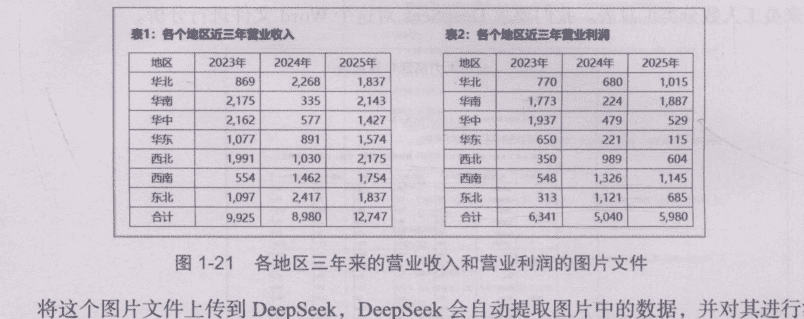 表1：各个地区近三年营业收入
地区 2023年 2024年 2025年
华北 869 2,268 1,837
华南 2,175 335 2,143
华中 2,162 577 1,427
华东 1,077 891 1,574
西北 1,991 1,030 2,175
西南 554 1,462 1,754
东北 1,097 2,417 1,837
合计 9,925 8,980 12,747
表2：各个地区近三年营业利润
地区 2023年 2024年 2025年
华北 770 680 1,015
华南 1,773 224 1,887
华中 1,937 479 529
华东 650 221 115
西北 350 989 604
西南 548 1,326 1,145
东北 313 1,121 685
合计 6,341 5,040 5,980
图 1-21 各地区三年来的营业收入和营业利润的图片文件
将这个图片文件上传到 DeepSeek，DeepSeek 会自动提取图片中的数据，并对其进行